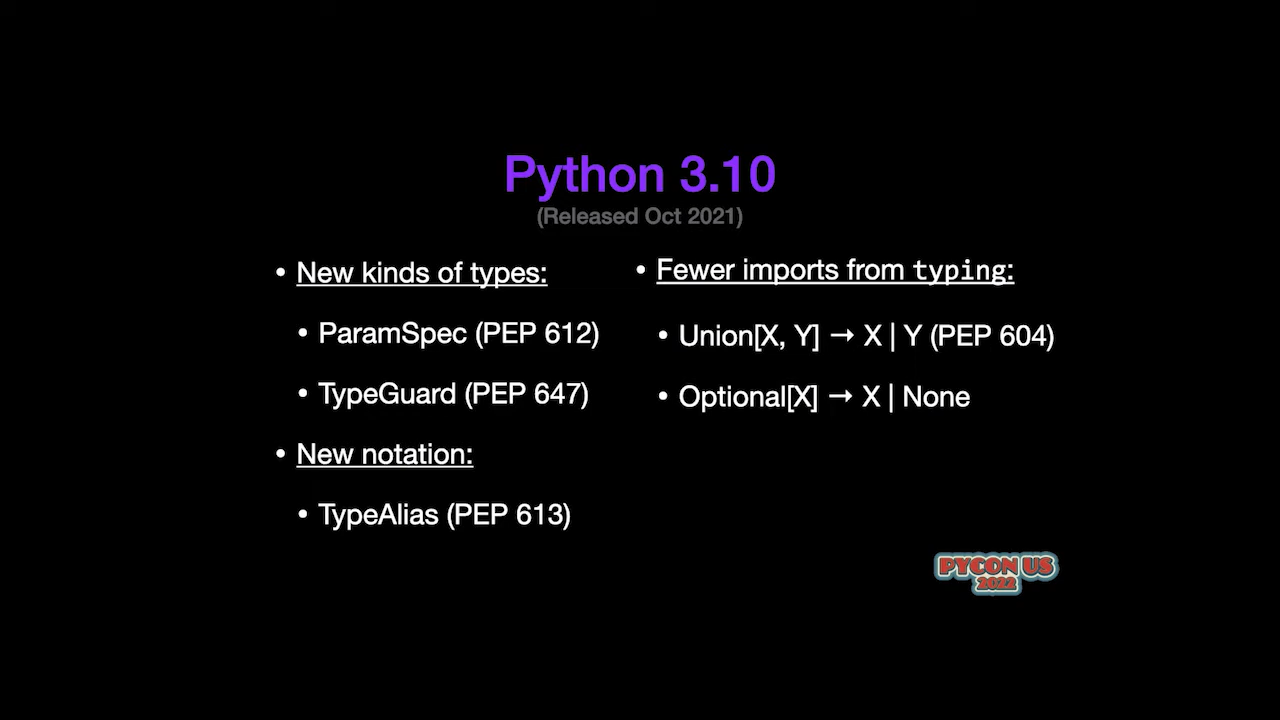 Python 3.10
(Released Oct 2021)
• New kinds of types:
• ParamSpec (PEP 612)
• TypeGuard (PEP 647)
• New notation:
• TypeAlias (PEP 613)
• Fewer imports from typing:
• Union[X, Y] → X | Y (PEP 604)
• Optional[X] → X | None
PYCON US
2022